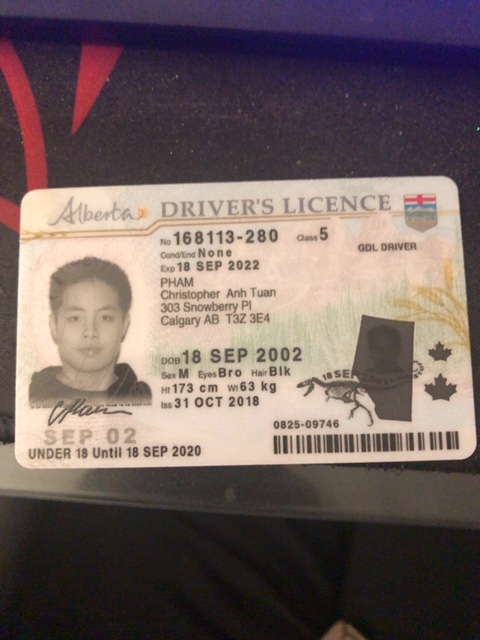 Alberta DRIVER'S LICENCE
No 168113-280 Class 5
GDL DRIVER
Cond/End None
Exp 18 SEP 2022
PHAM
Christopher Anh Tuan
303 Snowberry Pl
Calgary AB T3Z 3E4
DOB 18 SEP 2002
Sex M Eyes Bro Hair Blk
Ht 173 cm Wt 63 kg
Iss 31 OCT 2018
18 SEP
SEP 02
0825-09746
UNDER 18 Until 18 SEP 2020